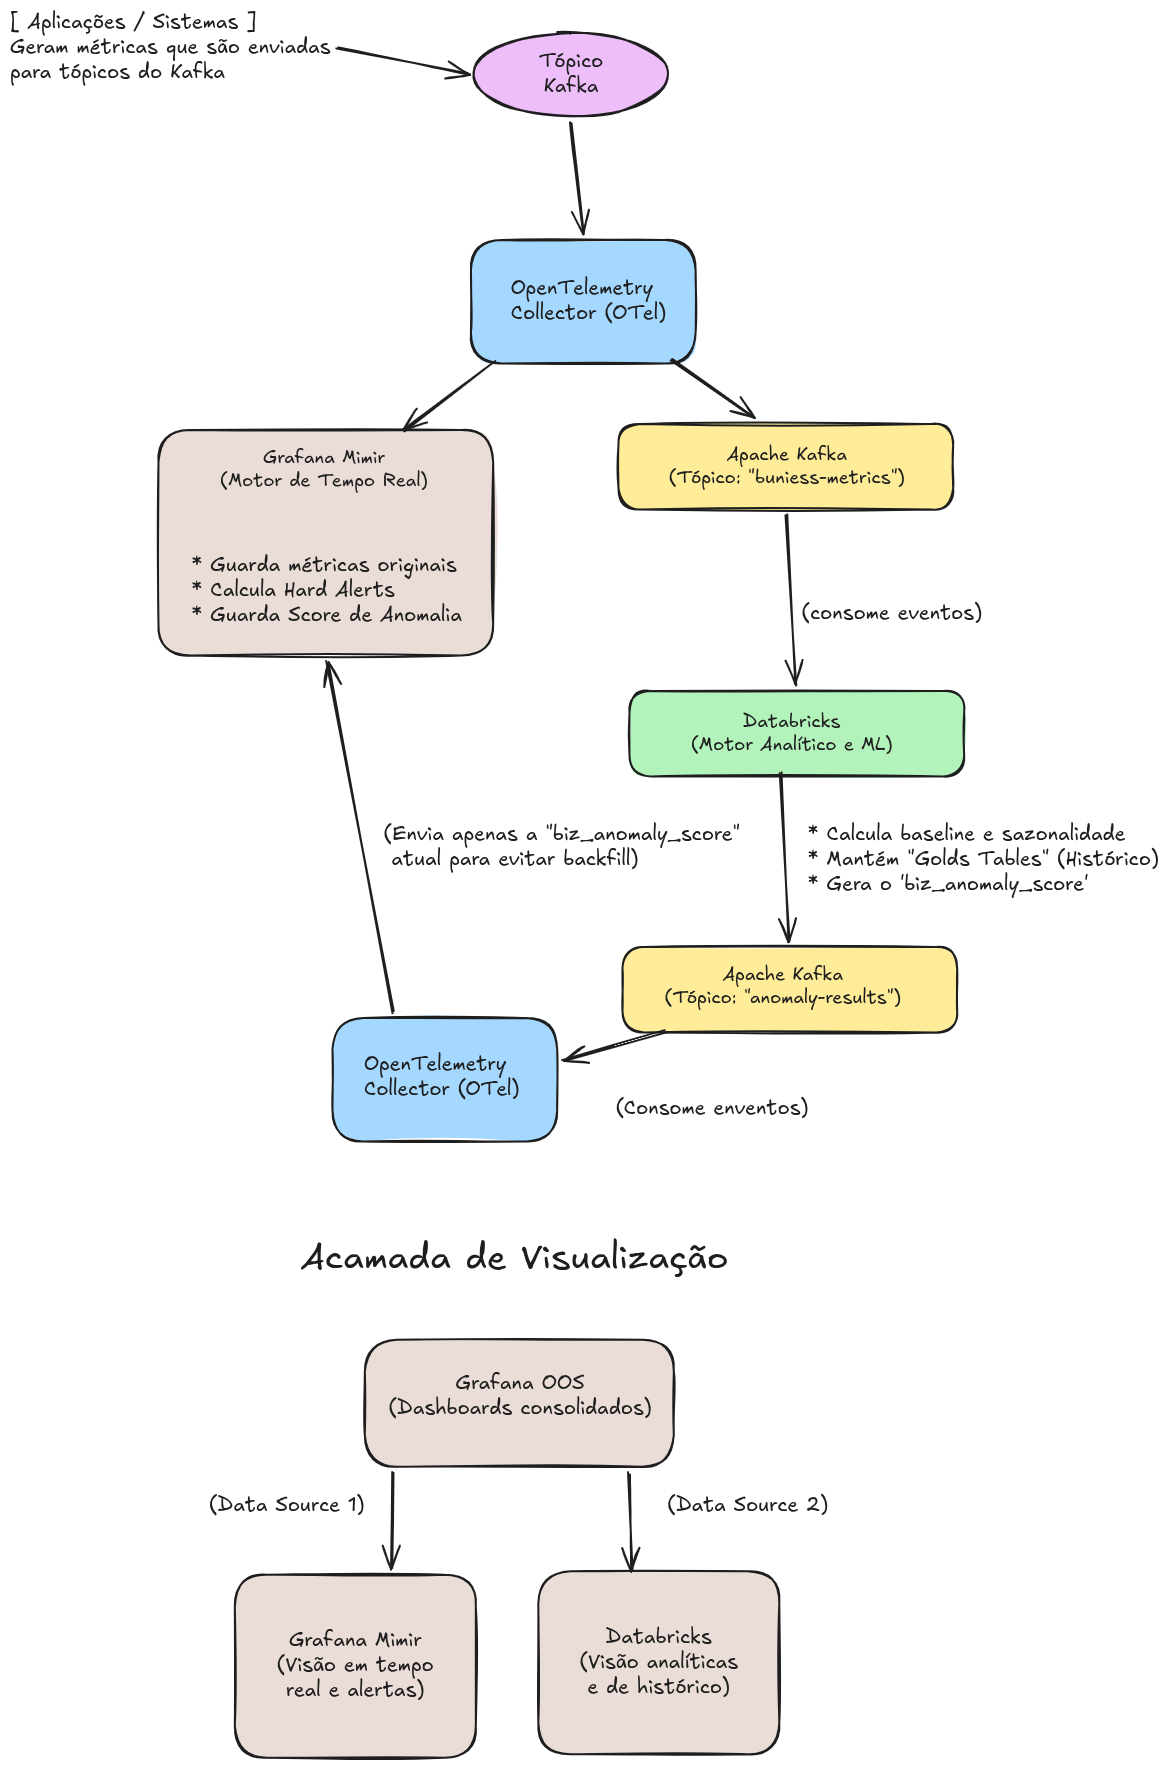 [ Aplicações / Sistemas ]
Geram métricas que são enviadas
para tópicos do Kafka
Tópico
Kafka
OpenTelemetry
Collector (OTel)
Grafana Mimir
(Motor de Tempo Real)
* Guarda métricas originais
* Calcula Hard Alerts
* Guarda Score de Anomalia
Apache Kafka
(Tópico: "buniess-metrics")
(consome eventos)
Databricks
(Motor Analítico e ML)
(Envia apenas a "biz_anomaly_score"
atual para evitar backfill)
* Calcula baseline e sazonalidade
* Mantém "Golds Tables" (Histórico)
* Gera o 'biz_anomaly_score'
Apache Kafka
(Tópico: "anomaly-results")
OpenTelemetry
Collector (OTel)
(Consome enventos)
Acamada de Visualização
Grafana OOS
(Dashboards consolidados)
(Data Source 1)
(Data Source 2)
Grafana Mimir
(Visão em tempo
real e alertas)
Databricks
(Visão analíticas
e de histórico)